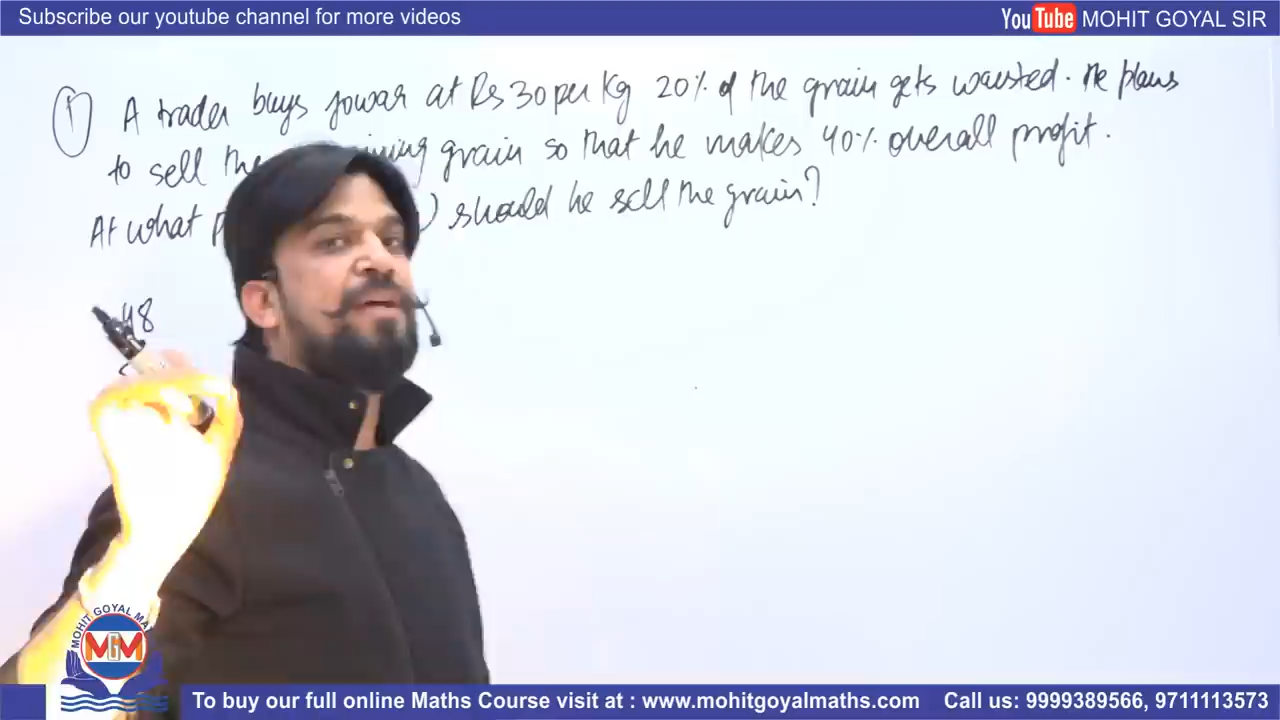 Subscribe our youtube channel for more videos
YouTube MOHIT GOYAL SIR
① A trader buys Jowar at Rs 30 per Kg 20% of the grain gets wausted. He plans
to sell the grain so that he makes 40% overall profit.
At what should he sell the grain?
48
MOHIT GOYAL MA
MGM
To buy our full online Maths Course visit at : www.mohitgoyalmaths.com Call us: 9999389566, 9711113573